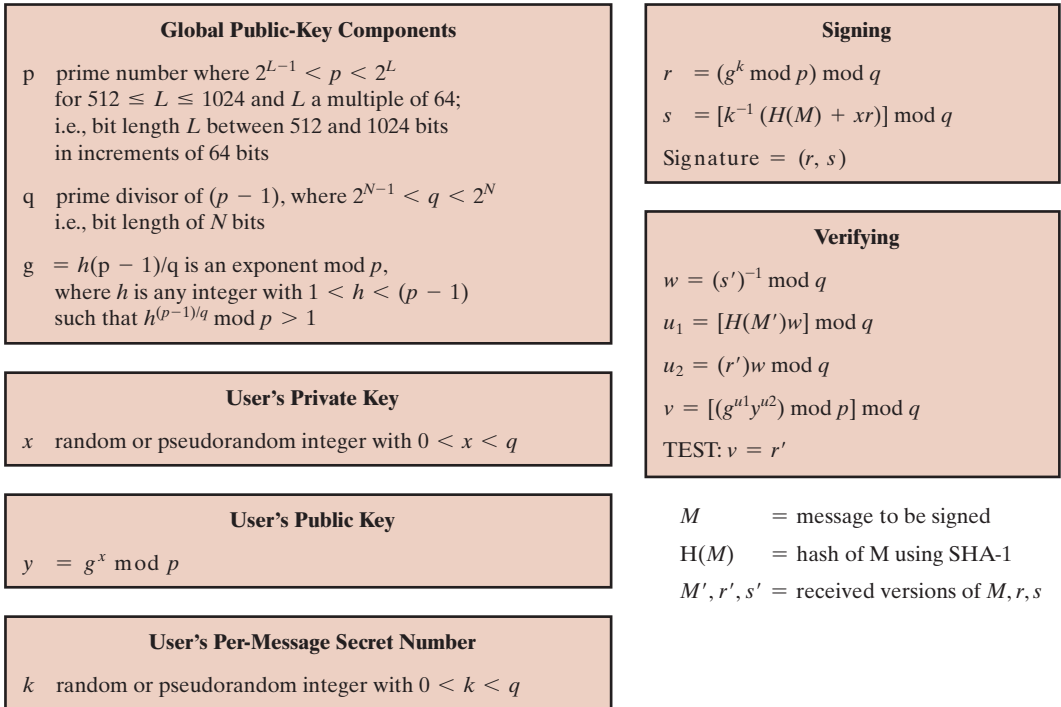 Global Public-Key Components
p prime number where 2^{L−1} < p < 2^L
for 512 ≤ L ≤ 1024 and L a multiple of 64;
i.e., bit length L between 512 and 1024 bits
in increments of 64 bits
q prime divisor of (p − 1), where 2^{N−1} < q < 2^N
i.e., bit length of N bits
g = h(p − 1)/q is an exponent mod p,
where h is any integer with 1 < h < (p − 1)
such that h^{(p−1)/q} mod p > 1
User's Private Key
x random or pseudorandom integer with 0 < x < q
User's Public Key
y = g^x mod p
User's Per-Message Secret Number
k random or pseudorandom integer with 0 < k < q
Signing
r = (g^k mod p) mod q
s = [k^{−1} (H(M) + xr)] mod q
Signature = (r, s)
Verifying
w = (s′)^{−1} mod q
u_1 = [H(M′)w] mod q
u_2 = (r′)w mod q
v = [(g^{u1}y^{u2}) mod p] mod q
TEST: v = r′
M = message to be signed
H(M) = hash of M using SHA-1
M′, r′, s′ = received versions of M, r, s